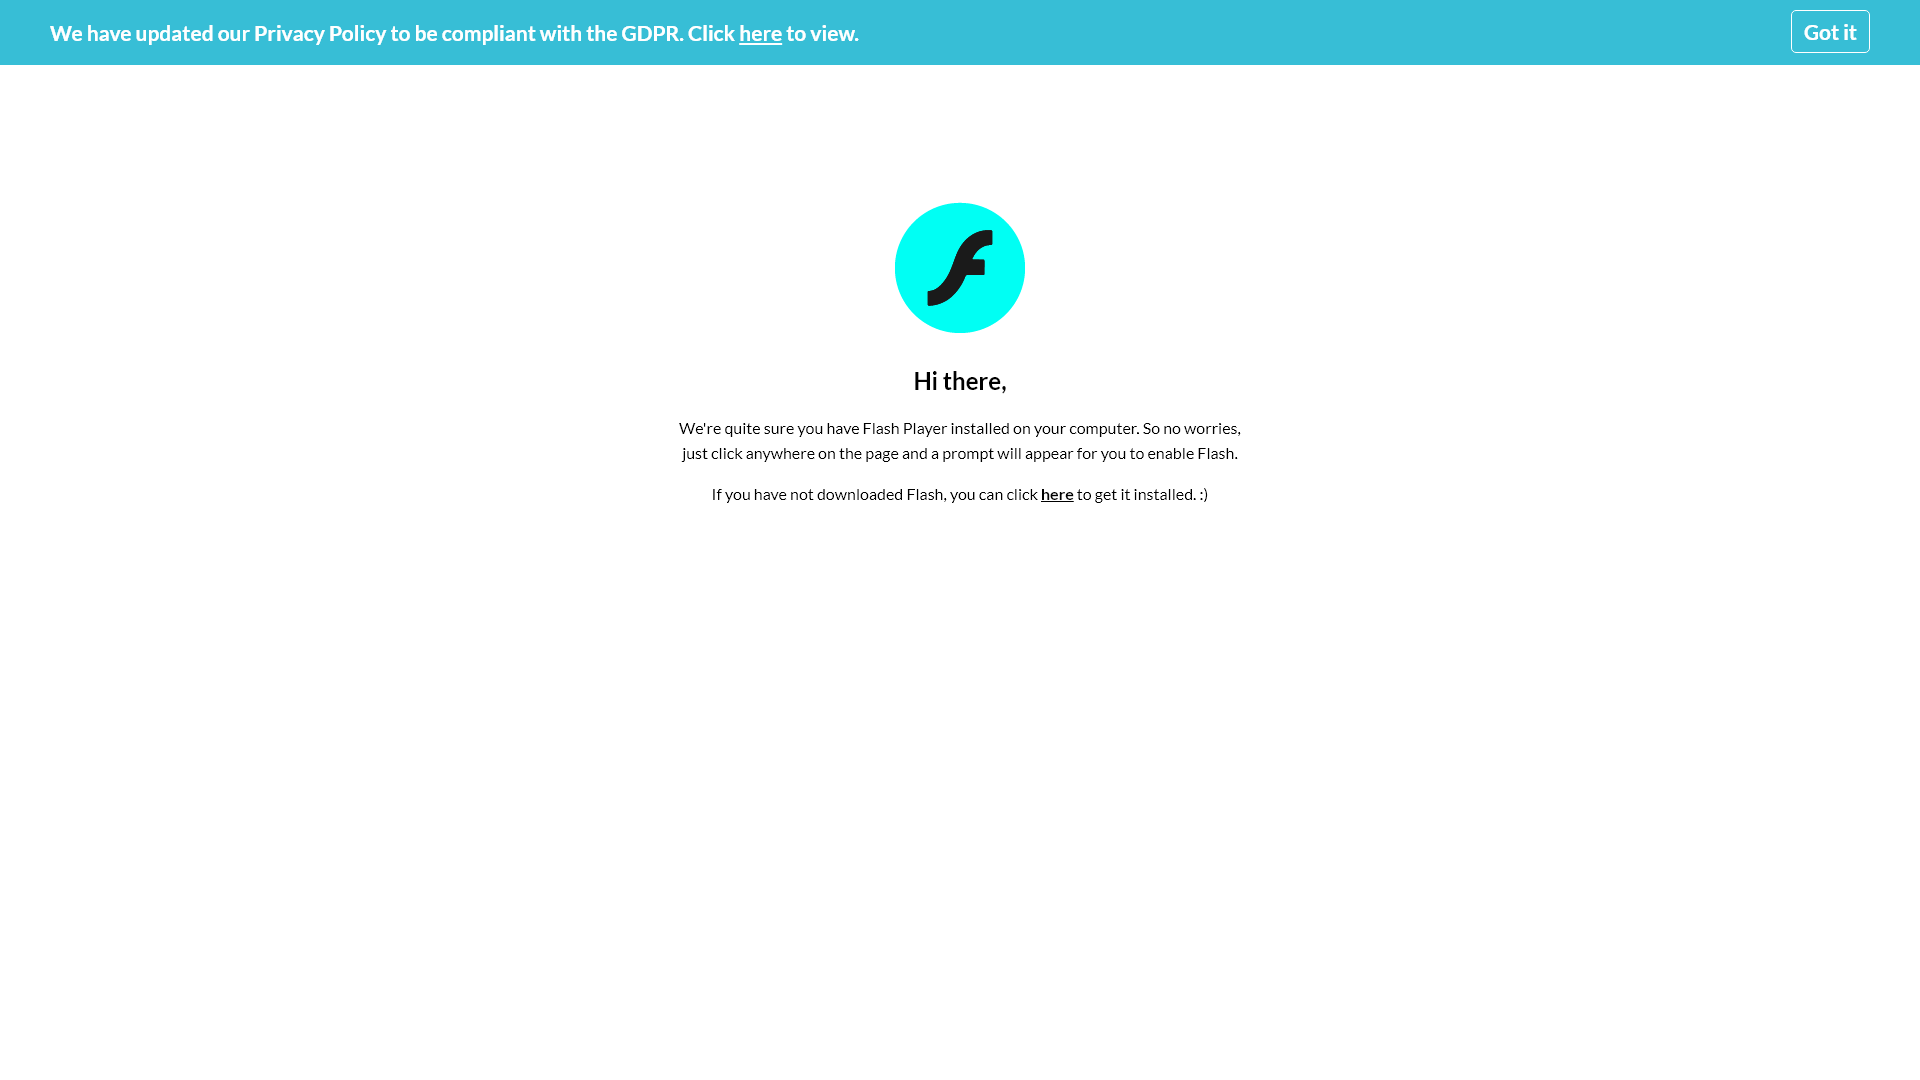 We have updated our Privacy Policy to be compliant with the GDPR. Click here to view.
Got it
Hi there,
We're quite sure you have Flash Player installed on your computer. So no worries,
just click anywhere on the page and a prompt will appear for you to enable Flash.
If you have not downloaded Flash, you can click here to get it installed. :)